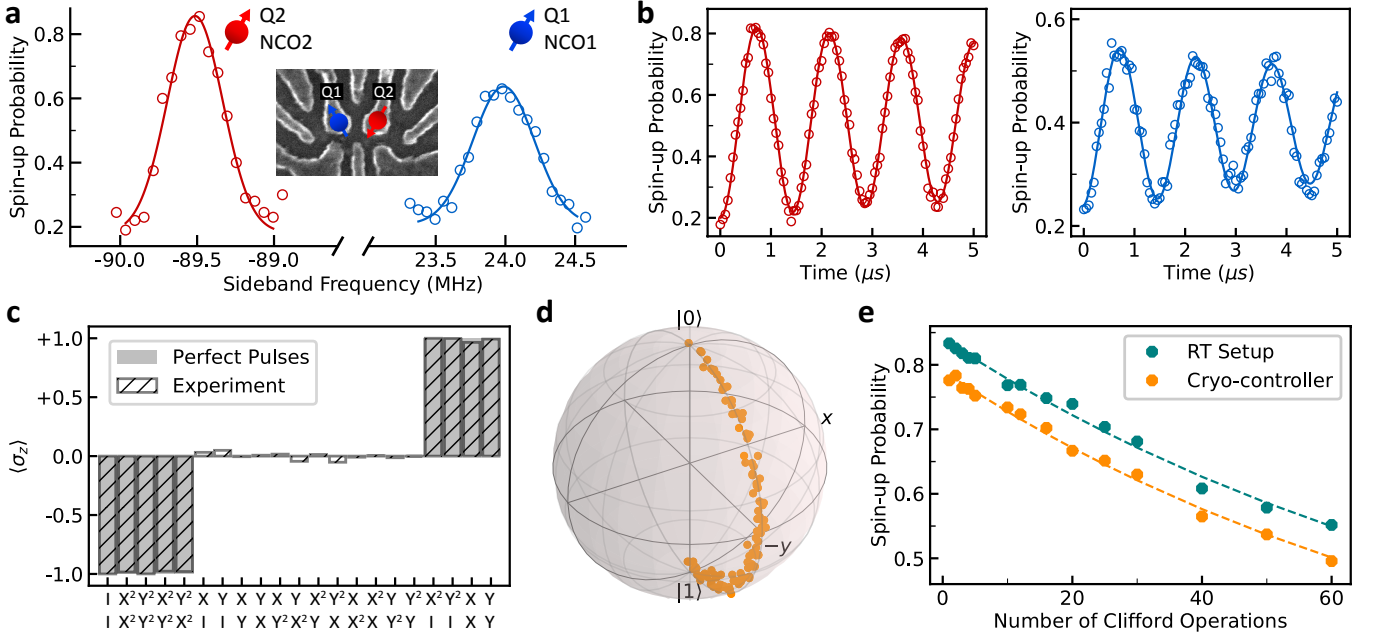 a
Spin-up Probability
0.8
0.6
0.4
0.2
Q2
NCO2
Q1
NCO1
Q1 Q2
-90.0 -89.5 -89.0 23.5 24.0 24.5
Sideband Frequency (MHz)
b
Spin-up Probability
0.8
0.6
0.4
0.2
0 1 2 3 4 5
Time (μs)
Spin-up Probability
0.6
0.4
0.2
0 1 2 3 4 5
Time (μs)
c
⟨σz⟩
+1.0
+0.5
0.0
-0.5
-1.0
Perfect Pulses
Experiment
I X² Y² X² Y² X Y X Y X Y X² Y² X X² Y Y² X² Y² X Y
I X² Y² Y² X² I I Y X Y² X² Y X X² X Y² Y I I X Y
d
|0⟩
x
−y
|1⟩
e
Spin-up Probability
0.8
0.7
0.6
0.5
RT Setup
Cryo-controller
0 20 40 60
Number of Clifford Operations